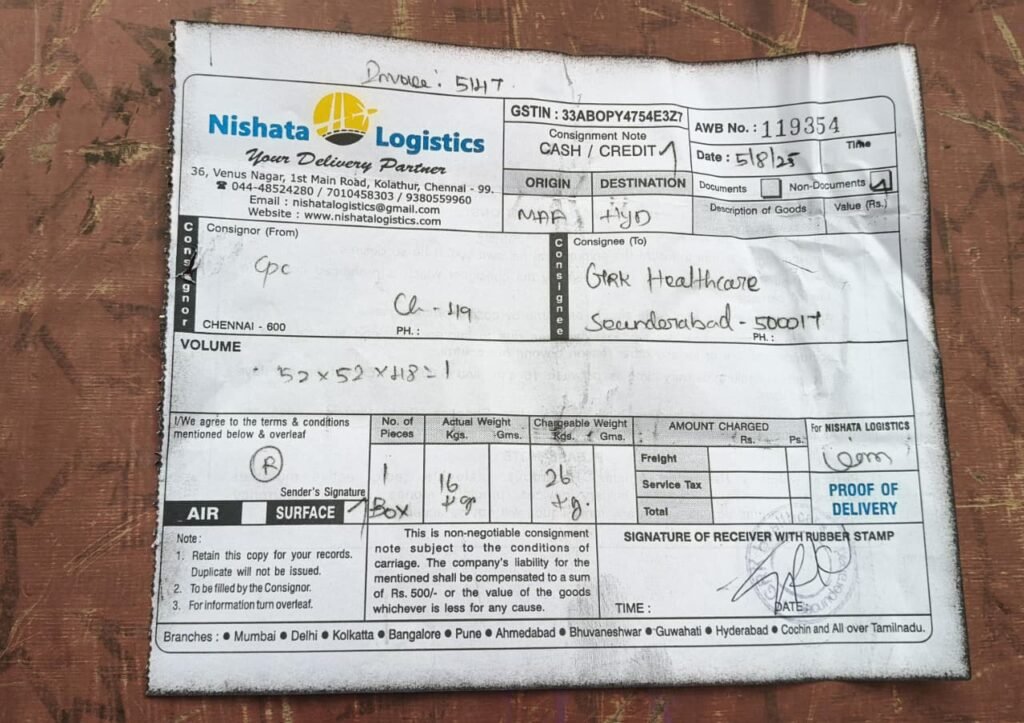 Invoice: 5147
Nishata Logistics
Your Delivery Partner
36, Venus Nagar, 1st Main Road, Kolathur, Chennai - 99.
☎ 044-48524280 / 7010458303 / 9380559960
Email : nishatalogistics@gmail.com
Website : www.nishatalogistics.com
GSTIN : 33ABOPY4754E3Z7
Consignment Note
CASH / CREDIT
ORIGIN DESTINATION
MAA HYD
AWB No. : 119354
Date : 5/8/25 Time
Documents Non-Documents
Description of Goods Value (Rs.)
Consignor
Consignor (From)
CPC
Ch - 49
CHENNAI - 600 PH. :
Consignee
Consignee (To)
GRK Healthcare
Secunderabad - 500017
PH. :
VOLUME
52 x 52 x 48 = 1
I/We agree to the terms & conditions
mentioned below & overleaf
R
Sender's Signature
AIR SURFACE
No. of Pieces
1
Box
Actual Weight
Kgs. Gms.
16
kg
Chargeable Weight
Kgs. Gms.
26
kg.
AMOUNT CHARGED
Rs. Ps.
Freight
Service Tax
Total
For NISHATA LOGISTICS
PROOF OF
DELIVERY
Note :
1. Retain this copy for your records.
Duplicate will not be issued.
2. To be filled by the Consignor.
3. For information turn overleaf.
This is non-negotiable consignment
note subject to the conditions of
carriage. The company's liability for
the mentioned shall be compensated to a sum
of Rs. 500/- or the value of the goods
whichever is less for any cause.
SIGNATURE OF RECEIVER WITH RUBBER STAMP
TIME : DATE
Branches : ● Mumbai ● Delhi ● Kolkatta ● Bangalore ● Pune ● Ahmedabad ● Bhuvaneshwar ● Guwahati ● Hyderabad ● Cochin and All over Tamilnadu.